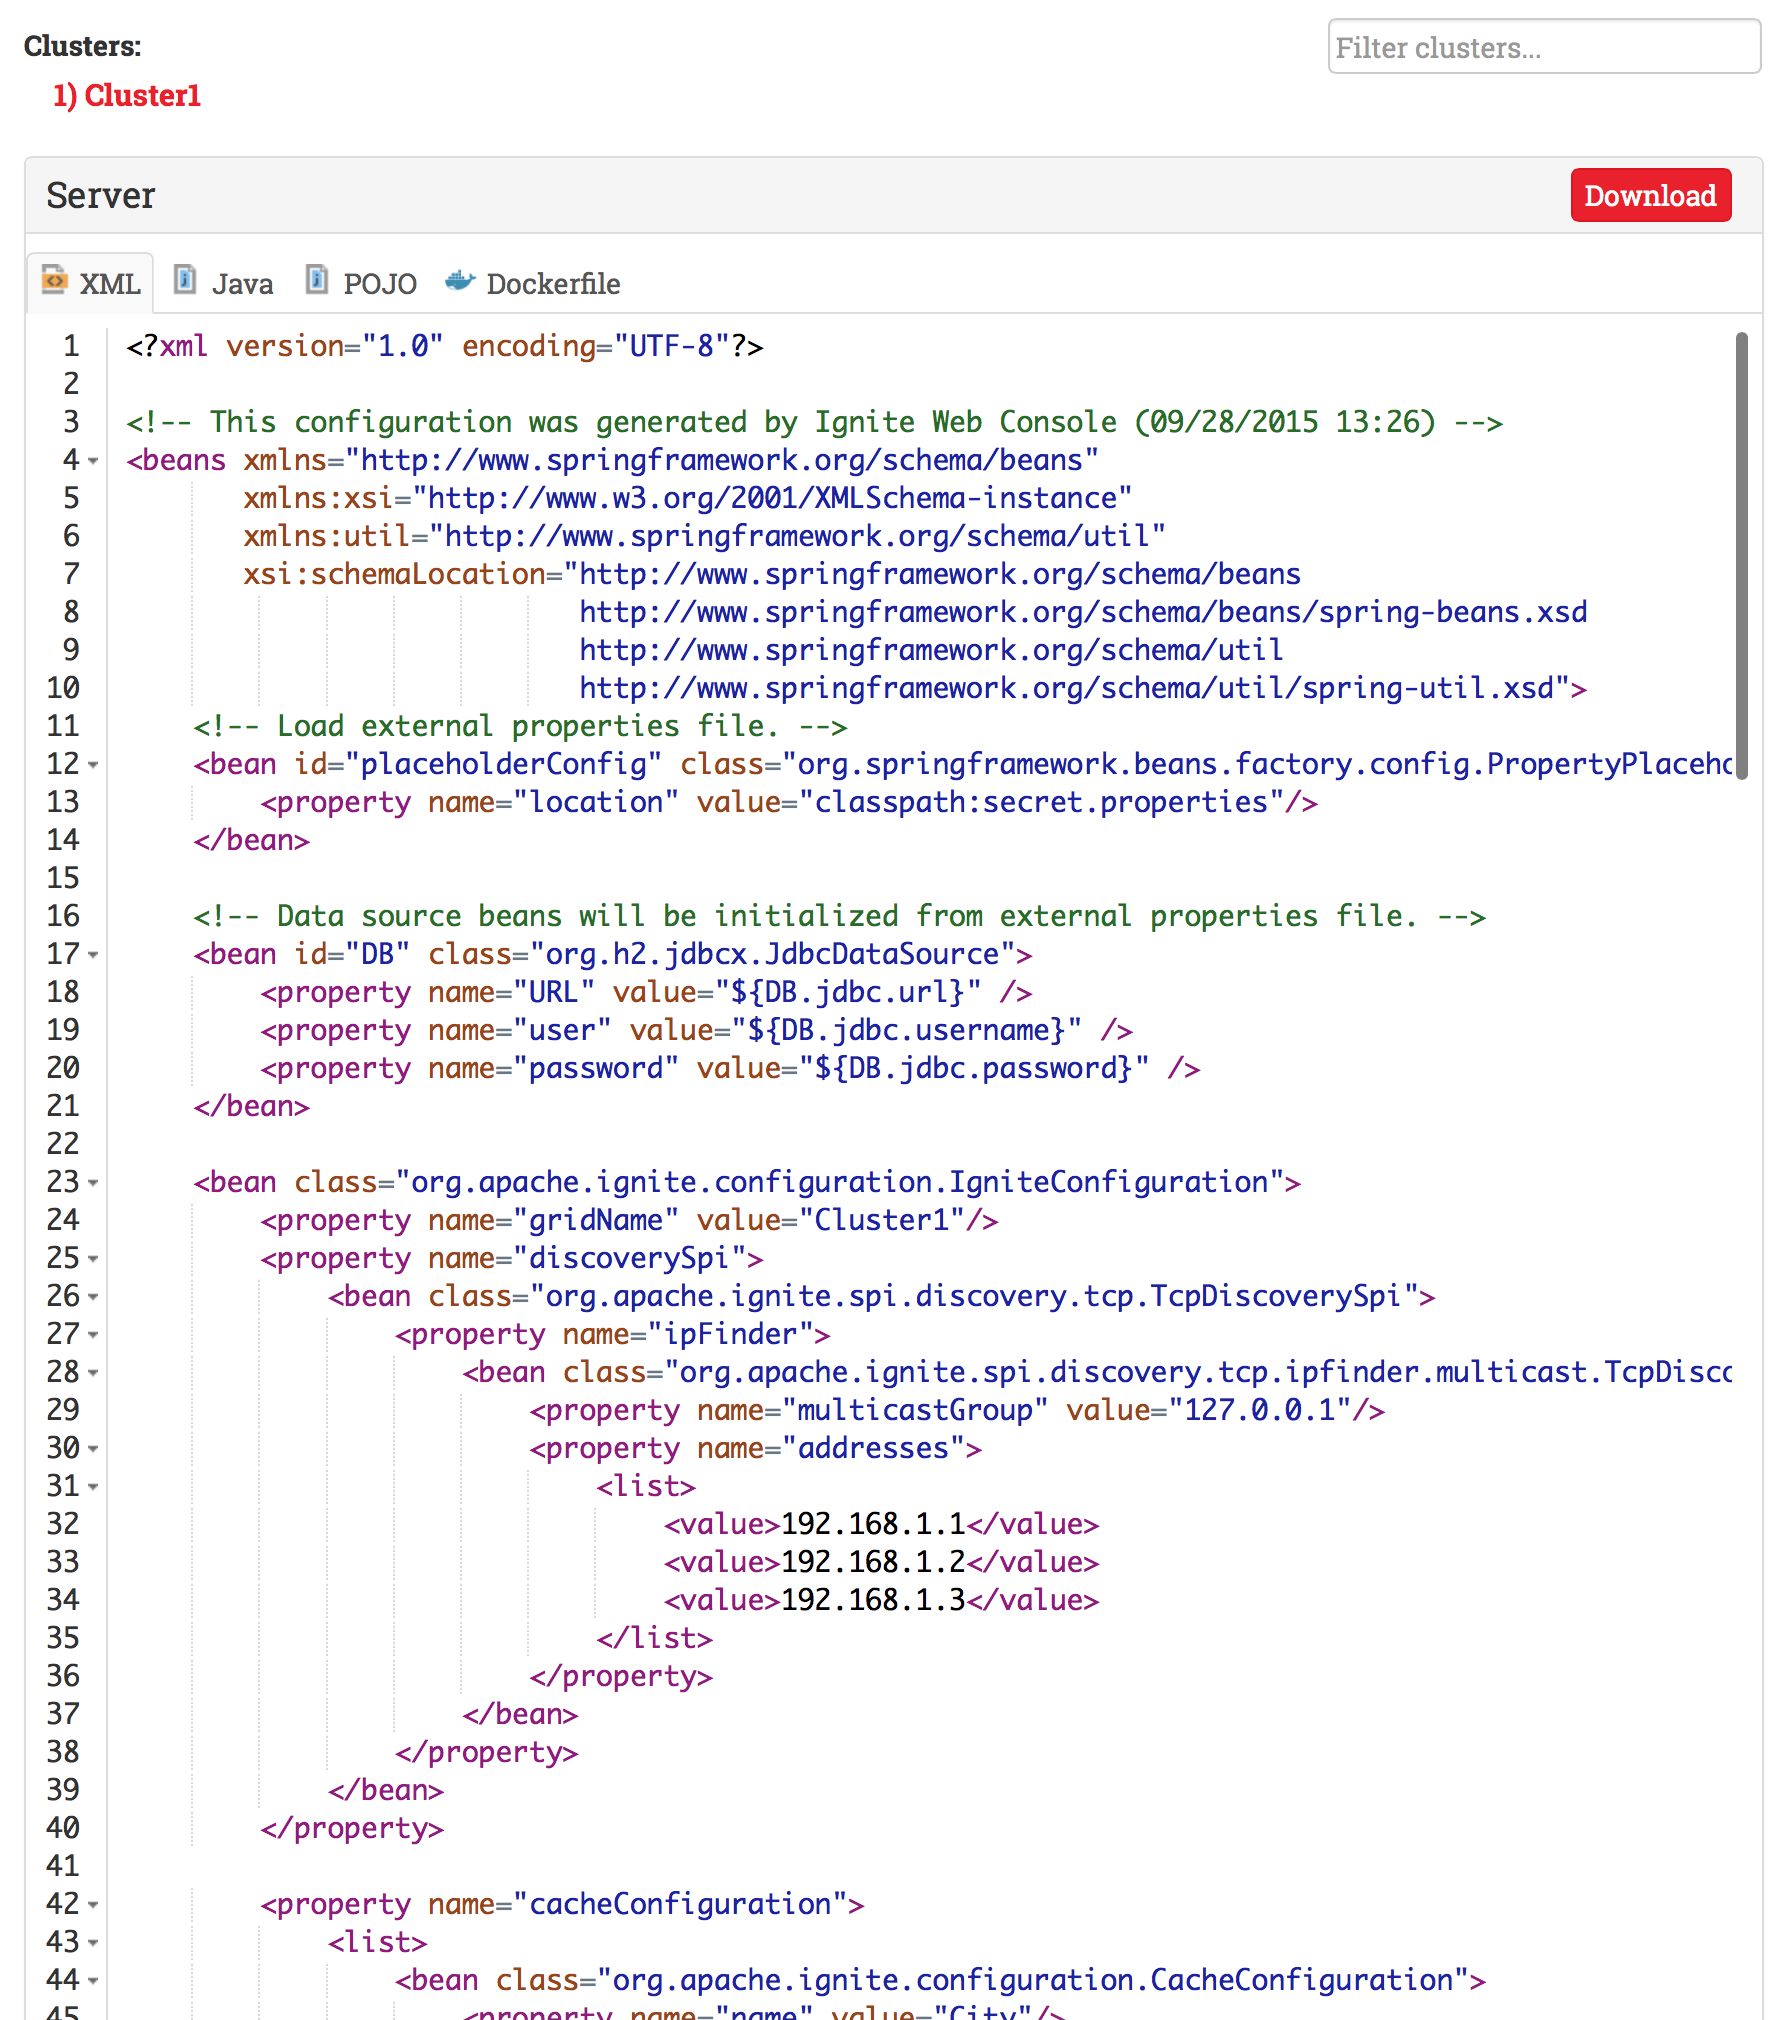 Clusters:
Filter clusters...
1) Cluster1
Server
Download
XML Java POJO Dockerfile
1 <?xml version="1.0" encoding="UTF-8"?>
2
3 <!-- This configuration was generated by Ignite Web Console (09/28/2015 13:26) -->
4 <beans xmlns="http://www.springframework.org/schema/beans"
5 xmlns:xsi="http://www.w3.org/2001/XMLSchema-instance"
6 xmlns:util="http://www.springframework.org/schema/util"
7 xsi:schemaLocation="http://www.springframework.org/schema/beans
8 http://www.springframework.org/schema/beans/spring-beans.xsd
9 http://www.springframework.org/schema/util
10 http://www.springframework.org/schema/util/spring-util.xsd">
11 <!-- Load external properties file. -->
12 <bean id="placeholderConfig" class="org.springframework.beans.factory.config.PropertyPlaceho
13 <property name="location" value="classpath:secret.properties"/>
14 </bean>
15
16 <!-- Data source beans will be initialized from external properties file. -->
17 <bean id="DB" class="org.h2.jdbcx.JdbcDataSource">
18 <property name="URL" value="${DB.jdbc.url}" />
19 <property name="user" value="${DB.jdbc.username}" />
20 <property name="password" value="${DB.jdbc.password}" />
21 </bean>
22
23 <bean class="org.apache.ignite.configuration.IgniteConfiguration">
24 <property name="gridName" value="Cluster1"/>
25 <property name="discoverySpi">
26 <bean class="org.apache.ignite.spi.discovery.tcp.TcpDiscoverySpi">
27 <property name="ipFinder">
28 <bean class="org.apache.ignite.spi.discovery.tcp.ipfinder.multicast.TcpDisco
29 <property name="multicastGroup" value="127.0.0.1"/>
30 <property name="addresses">
31 <list>
32 <value>192.168.1.1</value>
33 <value>192.168.1.2</value>
34 <value>192.168.1.3</value>
35 </list>
36 </property>
37 </bean>
38 </property>
39 </bean>
40 </property>
41
42 <property name="cacheConfiguration">
43 <list>
44 <bean class="org.apache.ignite.configuration.CacheConfiguration">
45 <property name="name" value="City"/>